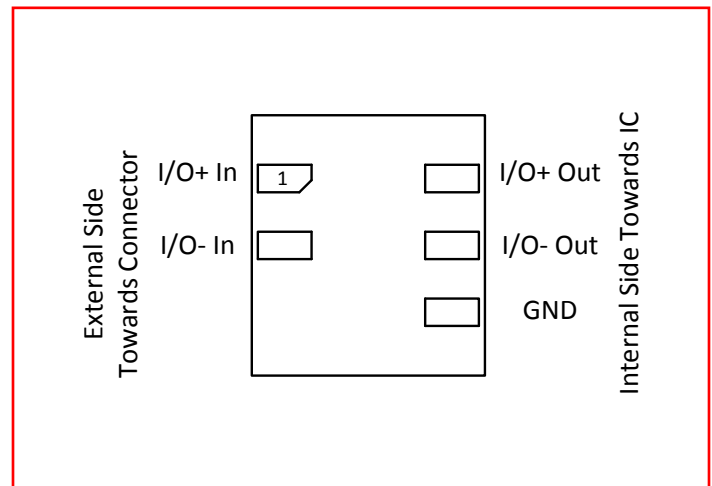 External Side
Towards Connector
I/O+ In
1
I/O+ Out
I/O- In
I/O- Out
GND
Internal Side Towards IC